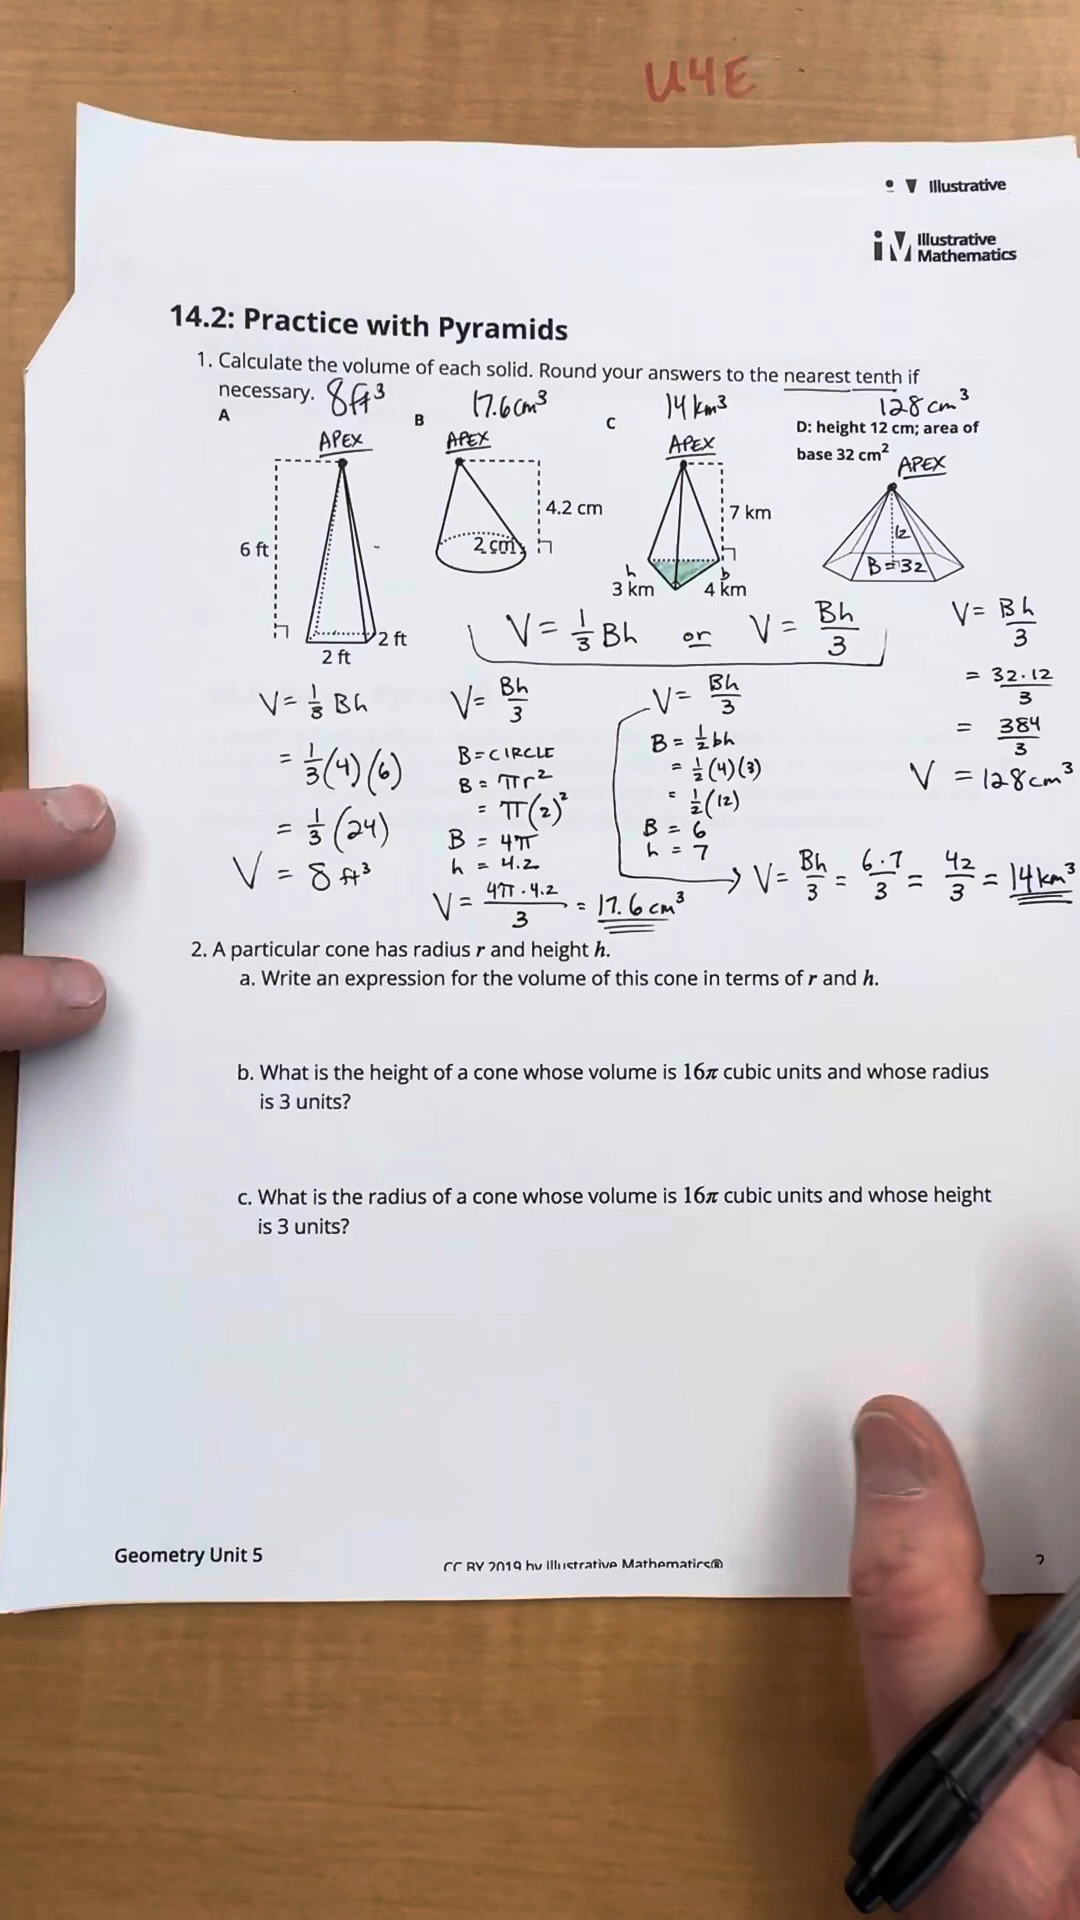 U4E
Illustrative
Illustrative
Mathematics
14.2: Practice with Pyramids
1. Calculate the volume of each solid. Round your answers to the nearest tenth if
necessary.
8ft³
17.6cm³
14 km³
128 cm³
A
B
C
D: height 12 cm; area of
base 32 cm²
APEX
APEX
APEX
APEX
6 ft
2 ft
2 ft
4.2 cm
2 cm
7 km
h
3 km
b
4 km
12
B=32
V= 1/3 Bh or V= Bh/3
V= 1/3 Bh
= 1/3 (4)(6)
= 1/3 (24)
V = 8 ft³
V= Bh/3
B=CIRCLE
B= πr²
= π(2)²
B = 4π
h = 4.2
V= 4π·4.2/3 = 17.6cm³
V= Bh/3
B= 1/2 bh
= 1/2 (4)(3)
= 1/2 (12)
B = 6
h = 7
V= Bh/3 = 6·7/3 = 42/3 = 14km³
V= Bh/3
= 32·12/3
= 384/3
V = 128cm³
2. A particular cone has radius r and height h.
a. Write an expression for the volume of this cone in terms of r and h.
b. What is the height of a cone whose volume is 16π cubic units and whose radius
is 3 units?
c. What is the radius of a cone whose volume is 16π cubic units and whose height
is 3 units?
Geometry Unit 5
CC BY 2019 by Illustrative Mathematics®